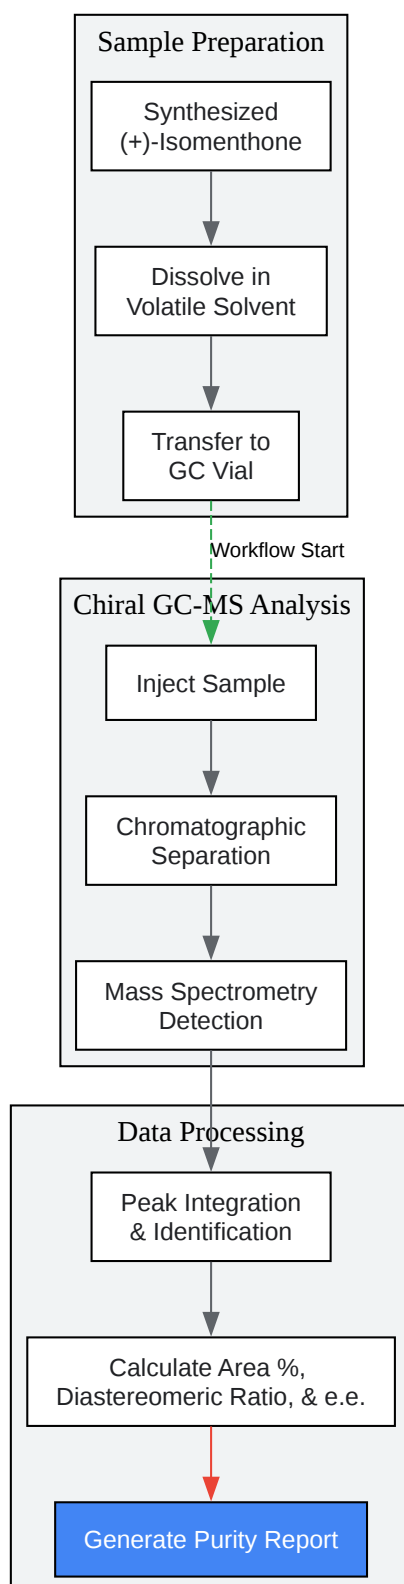 Sample Preparation
Synthesized
(+)-Isomenthone
Dissolve in
Volatile Solvent
Transfer to
GC Vial
Workflow Start
Chiral GC-MS Analysis
Inject Sample
Chromatographic
Separation
Mass Spectrometry
Detection
Data Processing
Peak Integration
& Identification
Calculate Area %,
Diastereomeric Ratio, & e.e.
Generate Purity Report